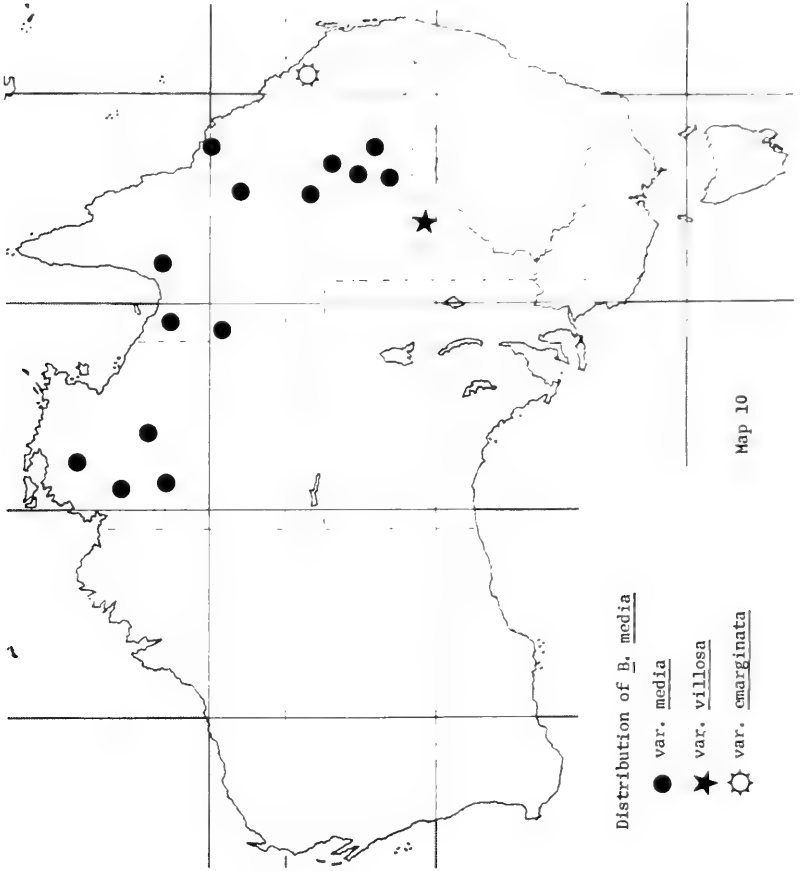 Map 10
Distribution of B. media
var. media
var. villosa
var. emarginata